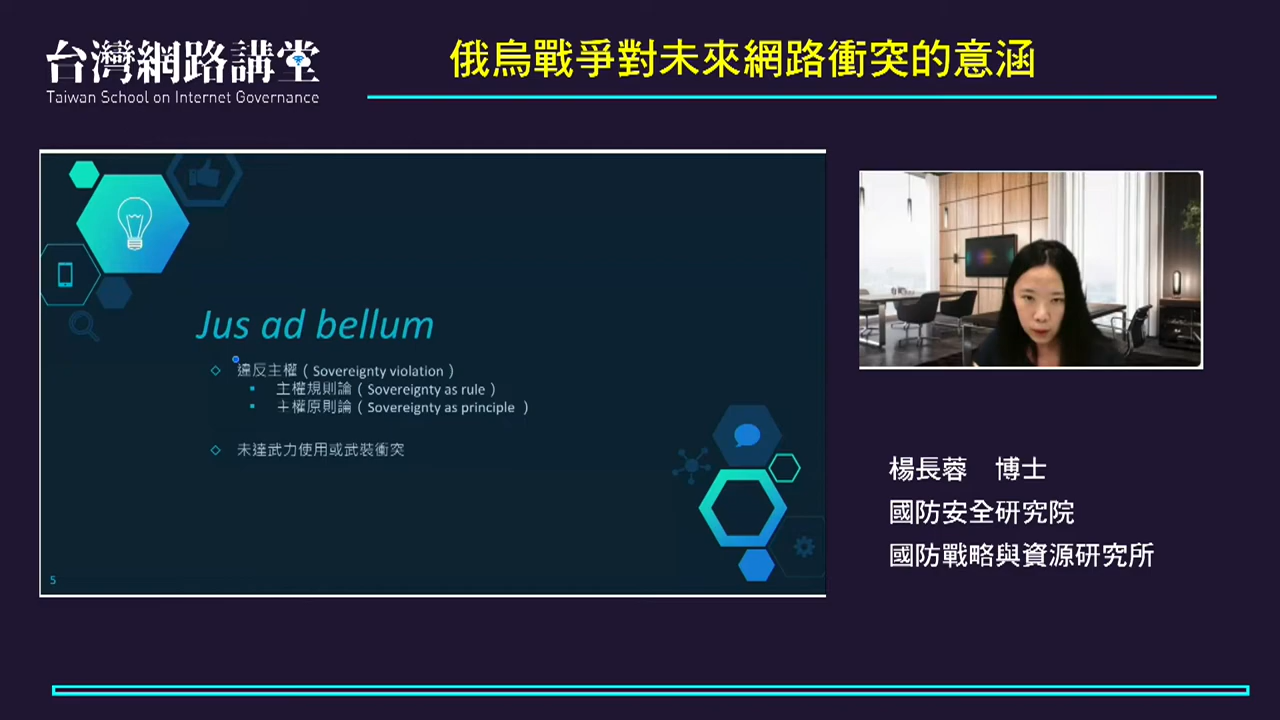 台灣網路講堂
Taiwan School on Internet Governance
俄烏戰爭對未來網路衝突的意涵
Jus ad bellum
違反主權（Sovereignty violation）
主權規則論（Sovereignty as rule）
主權原則論（Sovereignty as principle ）
未達武力使用或武裝衝突
5
楊長蓉　博士
國防安全研究院
國防戰略與資源研究所